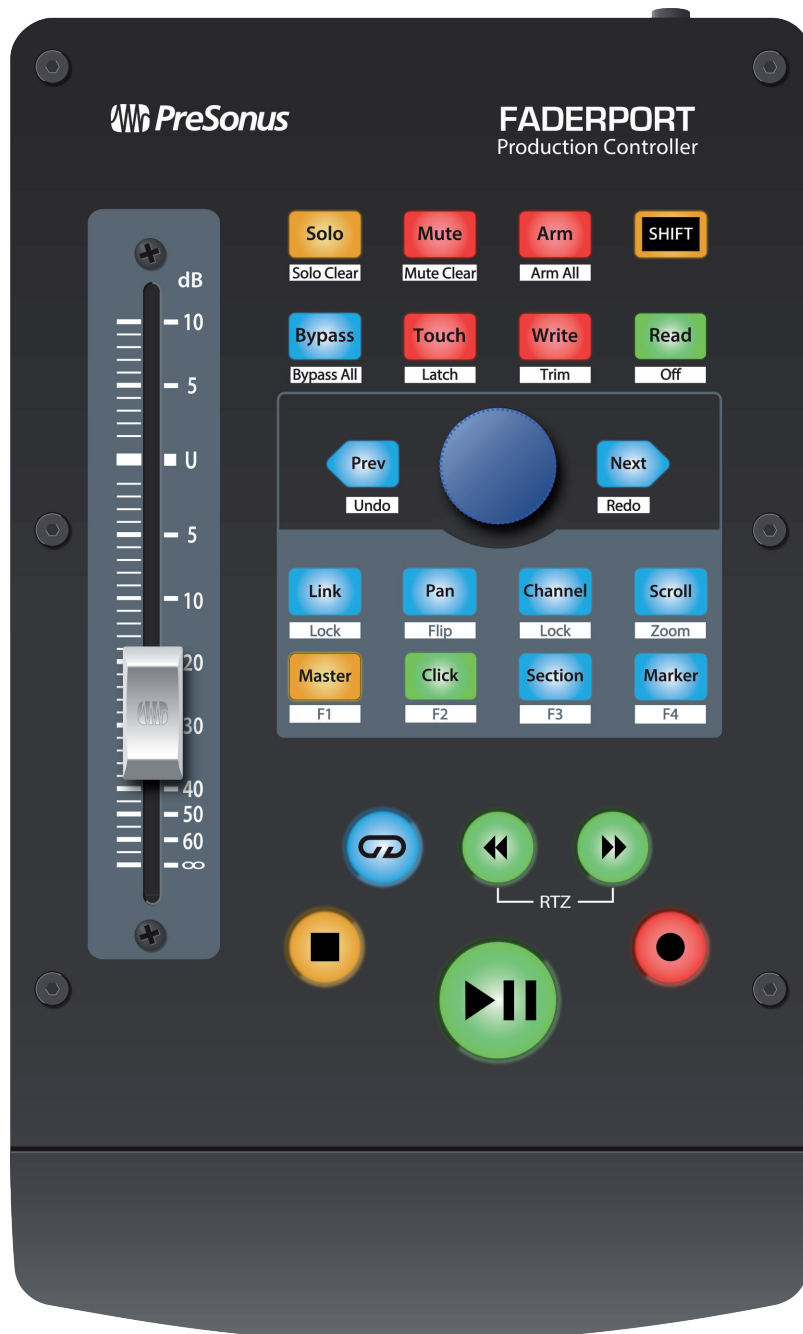 PreSonus
FADERPORT
Production Controller
Solo
Mute
Arm
SHIFT
Solo Clear
Mute Clear
Arm All
Bypass
Touch
Write
Read
Bypass All
Latch
Trim
Off
Prev
Next
Undo
Redo
Link
Pan
Channel
Scroll
Lock
Flip
Lock
Zoom
Master
Click
Section
Marker
F1
F2
F3
F4
RTZ
dB
10
5
U
5
10
20
30
40
50
60
∞